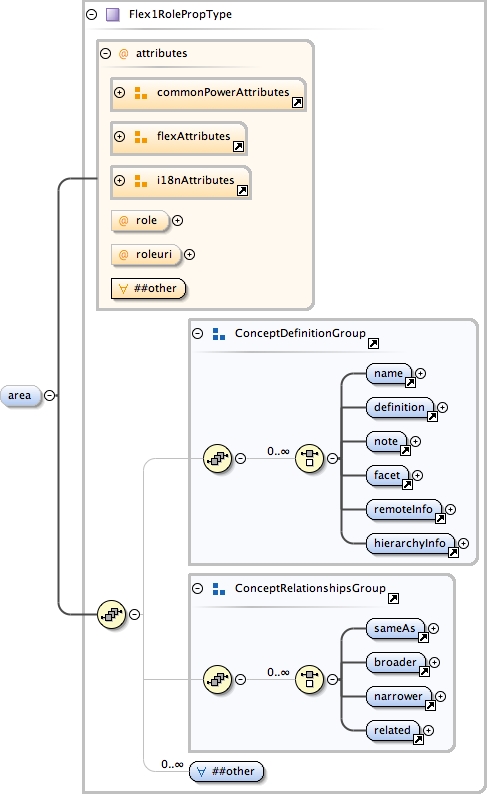 Flex1RolePropType
@ attributes
commonPowerAttributes
flexAttributes
i18nAttributes
@ role
@ roleuri
∀ ##other
area
ConceptDefinitionGroup
0..∞
name
definition
note
facet
remoteInfo
hierarchyInfo
ConceptRelationshipsGroup
0..∞
sameAs
broader
narrower
related
0..∞
∀ ##other